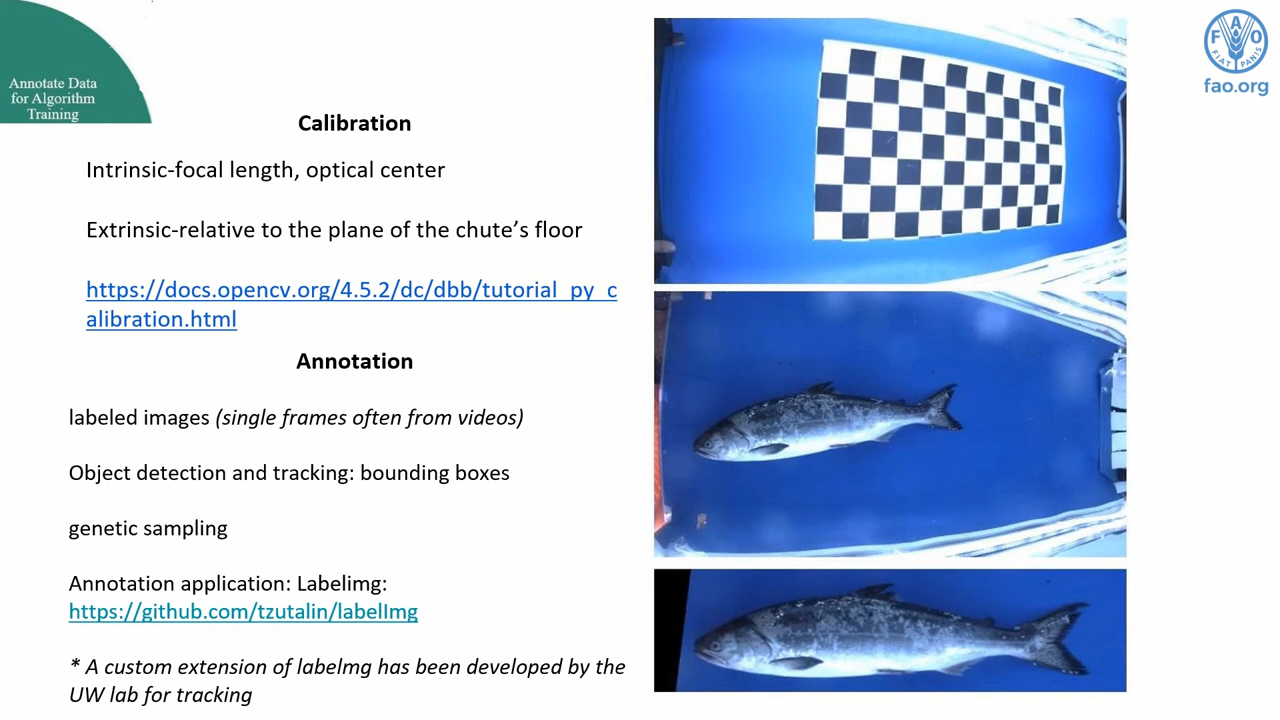 Annotate Data
for Algorithm
Training
Calibration
Intrinsic-focal length, optical center
Extrinsic-relative to the plane of the chute’s floor
https://docs.opencv.org/4.5.2/dc/dbb/tutorial_py_c
alibration.html
Annotation
labeled images (single frames often from videos)
Object detection and tracking: bounding boxes
genetic sampling
Annotation application: Labelimg:
https://github.com/tzutalin/labelImg
* A custom extension of labelmg has been developed by the
UW lab for tracking
F A O
FIAT PANIS
fao.org